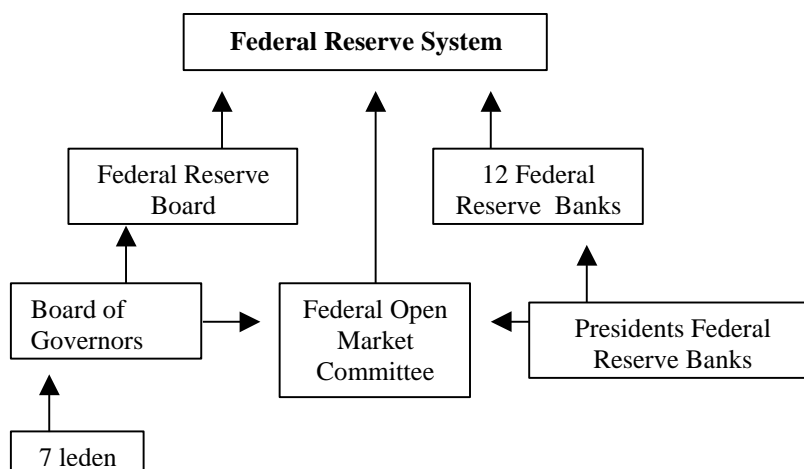 Federal Reserve System
Federal Reserve
Board
12 Federal
Reserve Banks
Board of
Governors
Federal Open
Market
Committee
Presidents Federal
Reserve Banks
7 leden